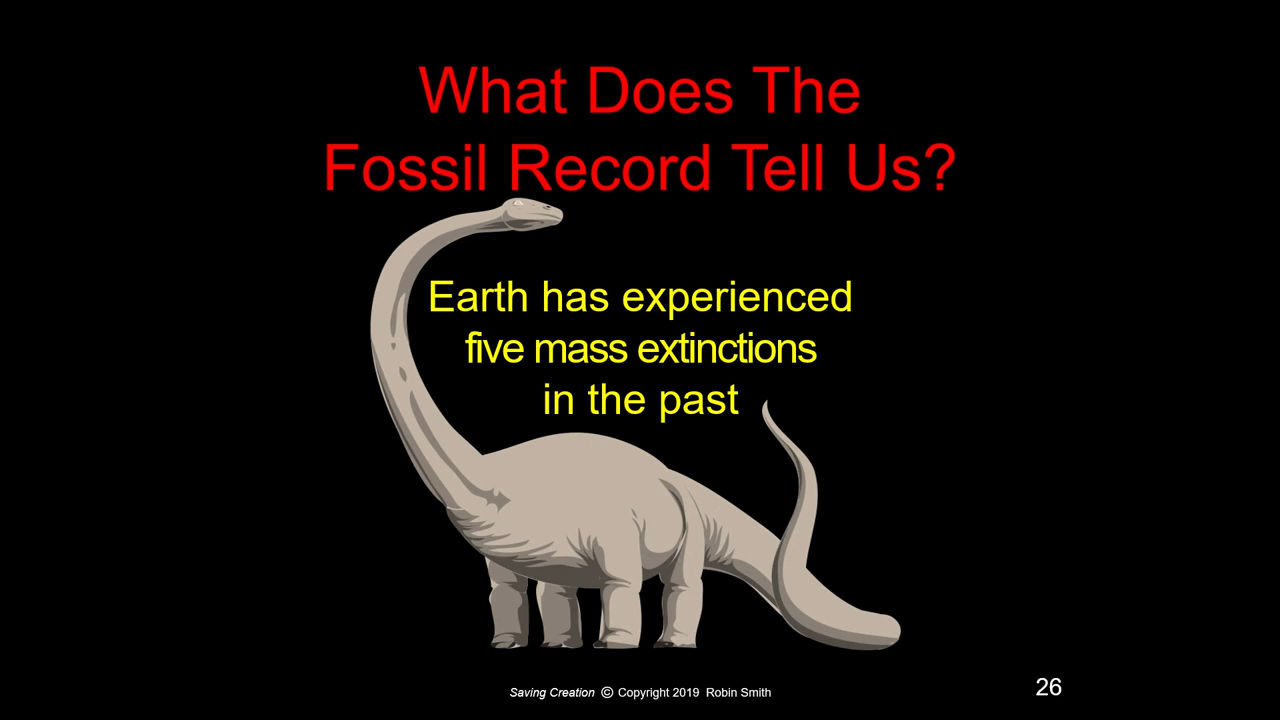 What Does The
Fossil Record Tell Us?
Earth has experienced
five mass extinctions
in the past
Saving Creation © Copyright 2019 Robin Smith
26